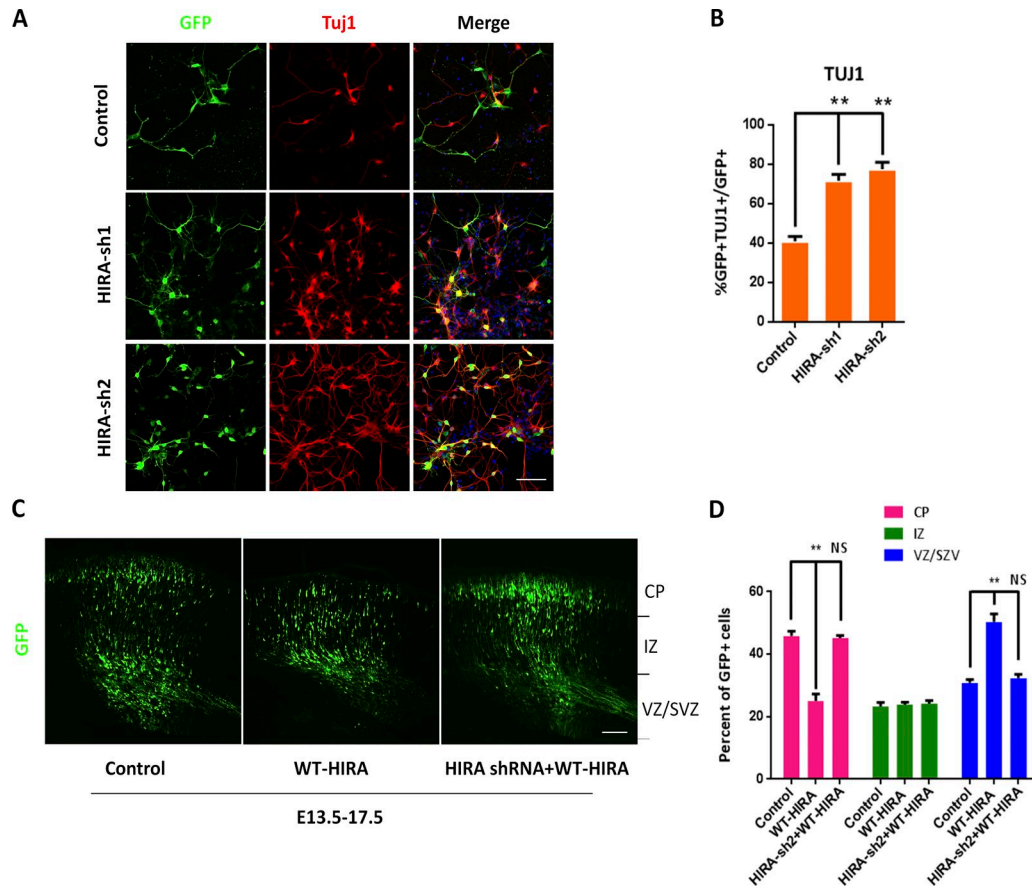 A
GFP
Tuj1
Merge
Control
HIRA-sh1
HIRA-sh2
B
TUJ1
**
**
%GFP+TUJ1+/GFP+
100
80
60
40
20
0
Control
HIRA-sh1
HIRA-sh2
C
GFP
CP
IZ
VZ/SVZ
Control
WT-HIRA
HIRA shRNA+WT-HIRA
E13.5-17.5
D
CP
IZ
VZ/SZV
** NS
** NS
Percent of GFP+ cells
60
40
20
0
Control
WT-HIRA
HIRA-sh2+WT-HIRA
Control
WT-HIRA
HIRA-sh2+WT-HIRA
Control
WT-HIRA
HIRA-sh2+WT-HIRA